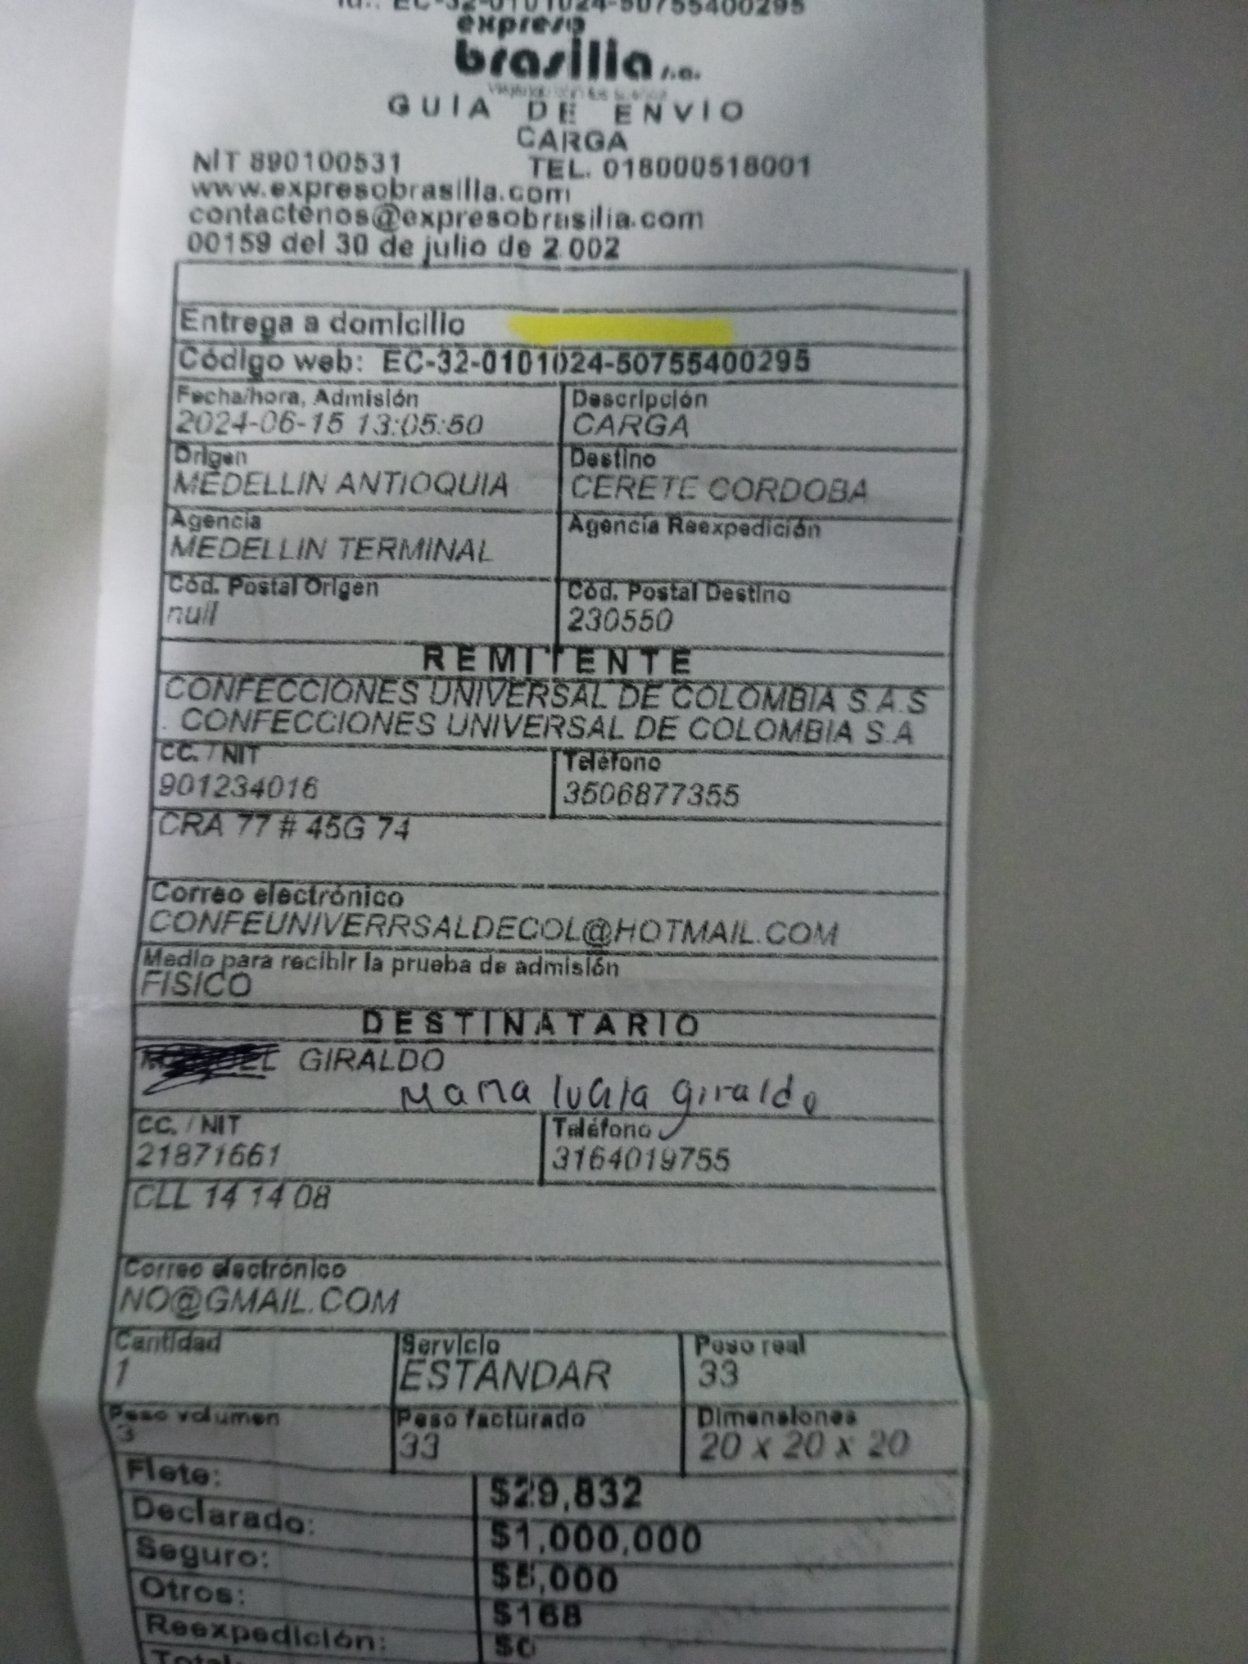 Id.: EC-32-0101024-50755400295
expreso
brasilia s.a.
GUIA DE ENVIO
CARGA
NIT 890100531 TEL. 018000518001
www.expresobrasilia.com
contactenos@expresobrasilia.com
00159 del 30 de julio de 2.002
Entrega a domicilio
Código web: EC-32-0101024-50755400295
Fecha/hora, Admisión Descripción
2024-06-15 13:05:50 CARGA
Origen Destino
MEDELLIN ANTIOQUIA CERETE CORDOBA
Agencia Agencia Reexpedición
MEDELLIN TERMINAL
Cód. Postal Origen Cód. Postal Destino
null 230550
REMITENTE
CONFECCIONES UNIVERSAL DE COLOMBIA S.A.S
. CONFECCIONES UNIVERSAL DE COLOMBIA S.A
CC. / NIT Teléfono
901234016 3506877355
CRA 77 # 45G 74
Correo electrónico
CONFEUNIVERRSALDECOL@HOTMAIL.COM
Medio para recibir la prueba de admisión
FISICO
DESTINATARIO
GIRALDO
Maria lucila giraldo
CC. / NIT Teléfono
21871661 3164019755
CLL 14 14 08
Correo electrónico
NO@GMAIL.COM
Cantidad Servicio Peso real
1 ESTANDAR 33
Peso volumen Peso facturado Dimensiones
3 33 20 x 20 x 20
Flete: $29,832
Declarado: $1,000,000
Seguro: $5,000
Otros: $168
Reexpedición: $0
Total: